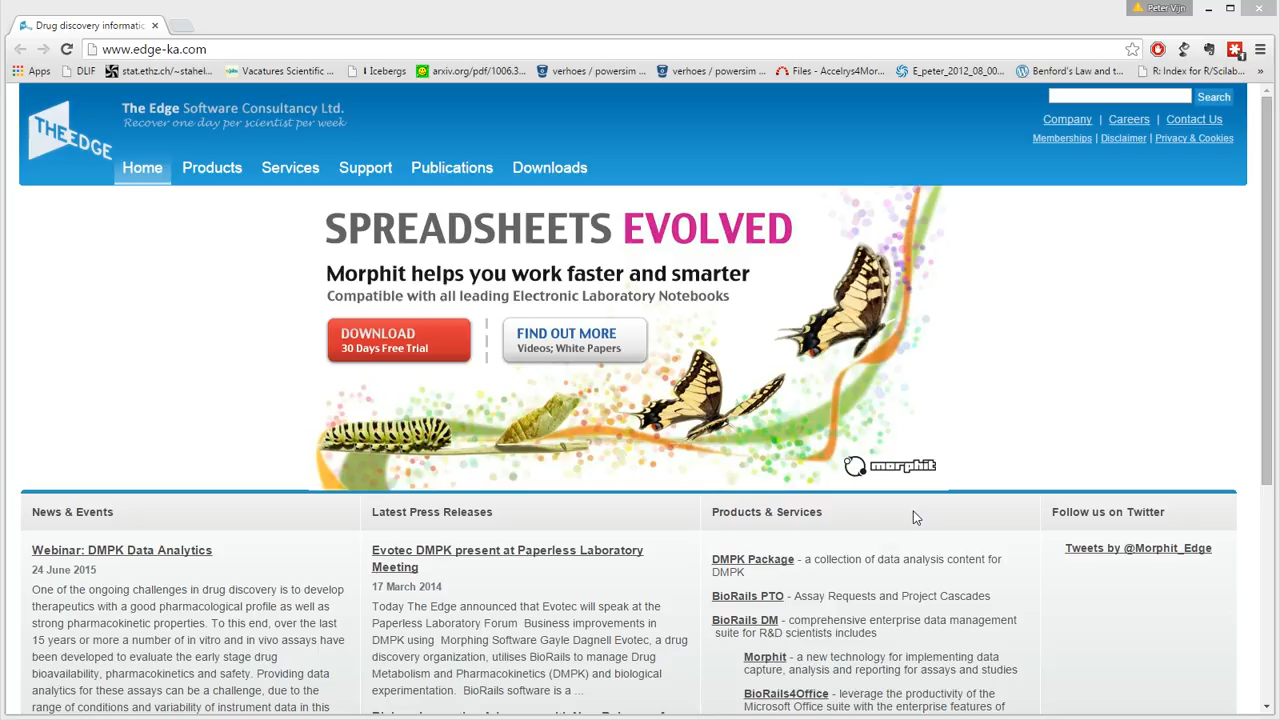 Peter Vijn
Drug discovery informatic
www.edge-ka.com
Apps DLIF stat.ethz.ch/~stahel Vacatures Scientific ... Icebergs arxiv.org/pdf/1006.3... verhoes / powersim ... verhoes / powersim ... Files - Accelrys4Mor... E_peter_2012_08_00... Benford's Law and t... R: Index for R/Scilab... »
THE EDGE
The Edge Software Consultancy Ltd.
Recover one day per scientist per week
Search
Company | Careers | Contact Us
Memberships | Disclaimer | Privacy & Cookies
Home Products Services Support Publications Downloads
SPREADSHEETS EVOLVED
Morphit helps you work faster and smarter
Compatible with all leading Electronic Laboratory Notebooks
DOWNLOAD
30 Days Free Trial
FIND OUT MORE
Videos; White Papers
morphit
News & Events
Webinar: DMPK Data Analytics
24 June 2015
One of the ongoing challenges in drug discovery is to develop
therapeutics with a good pharmacological profile as well as
strong pharmacokinetic properties. To this end, over the last
15 years or more a number of in vitro and in vivo assays have
been developed to evaluate the early stage drug
bioavailability, pharmacokinetics and safety. Providing data
analytics for these assays can be a challenge, due to the
range of conditions and variability of instrument data in this
Latest Press Releases
Evotec DMPK present at Paperless Laboratory
Meeting
17 March 2014
Today The Edge announced that Evotec will speak at the
Paperless Laboratory Forum Business improvements in
DMPK using Morphing Software Gayle Dagnell Evotec, a drug
discovery organization, utilises BioRails to manage Drug
Metabolism and Pharmacokinetics (DMPK) and biological
experimentation. BioRails software is a ...
Products & Services
DMPK Package - a collection of data analysis content for
DMPK
BioRails PTO - Assay Requests and Project Cascades
BioRails DM - comprehensive enterprise data management
suite for R&D scientists includes
Morphit - a new technology for implementing data
capture, analysis and reporting for assays and studies
BioRails4Office - leverage the productivity of the
Microsoft Office suite with the enterprise features of
Follow us on Twitter
Tweets by @Morphit_Edge